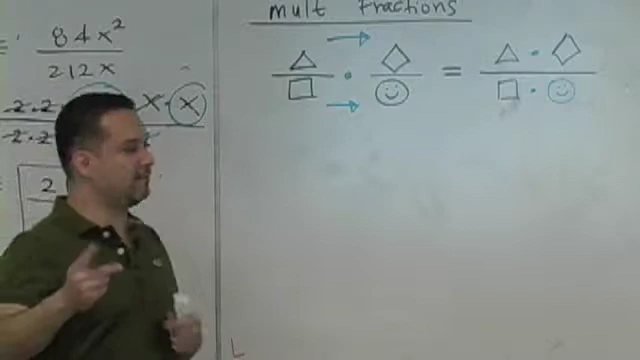 mult Fractions
= 84x²
212x
2·2 x·x
2·2
= 2
△ · ◇ = △ · ◇
□ ☺ □ · ☺
L